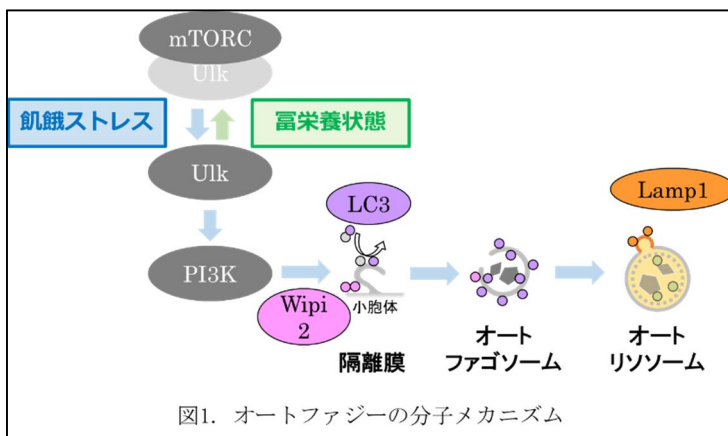 mTORC
Ulk
飢餓ストレス
冨栄養状態
Ulk
LC3
Lamp1
PI3K
Wipi
2
小胞体
隔離膜
オート
ファゴソーム
オート
リソソーム
図1. オートファジーの分子メカニズム